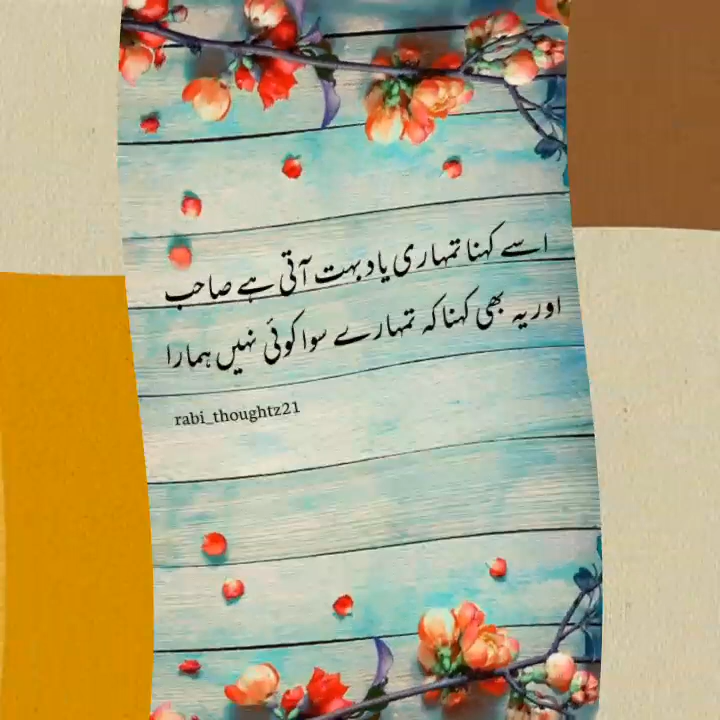 اسے کہنا تمہاری یاد بہت آتی ہے صاحب
اور یہ بھی کہنا کہ تمہارے سوا کوئی نہیں ہمارا
rabi_thoughtz21